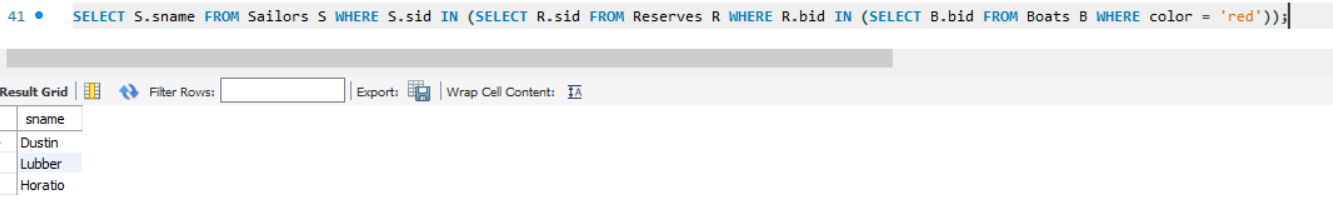 41 SELECT S.sname FROM Sailors S WHERE S.sid IN (SELECT R.sid FROM Reserves R WHERE R.bid IN (SELECT B.bid FROM Boats B WHERE color = 'red'));
Result Grid Filter Rows: Export: Wrap Cell Content: IA
sname
Dustin
Lubber
Horatio